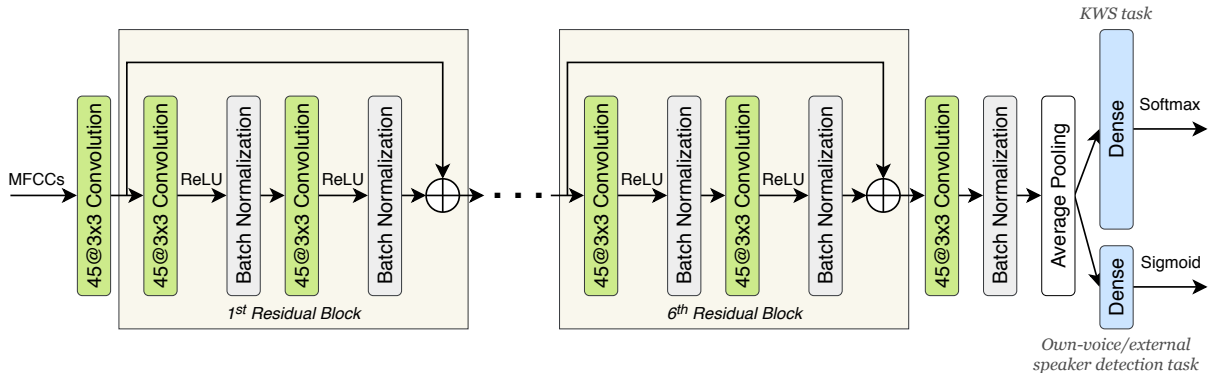 KWS task
MFCCs
45@3x3 Convolution
45@3x3 Convolution
ReLU
Batch Normalization
45@3x3 Convolution
ReLU
Batch Normalization
1st Residual Block
. . .
45@3x3 Convolution
ReLU
Batch Normalization
45@3x3 Convolution
ReLU
Batch Normalization
6th Residual Block
45@3x3 Convolution
Batch Normalization
Average Pooling
Dense
Softmax
Dense
Sigmoid
Own-voice/external
speaker detection task